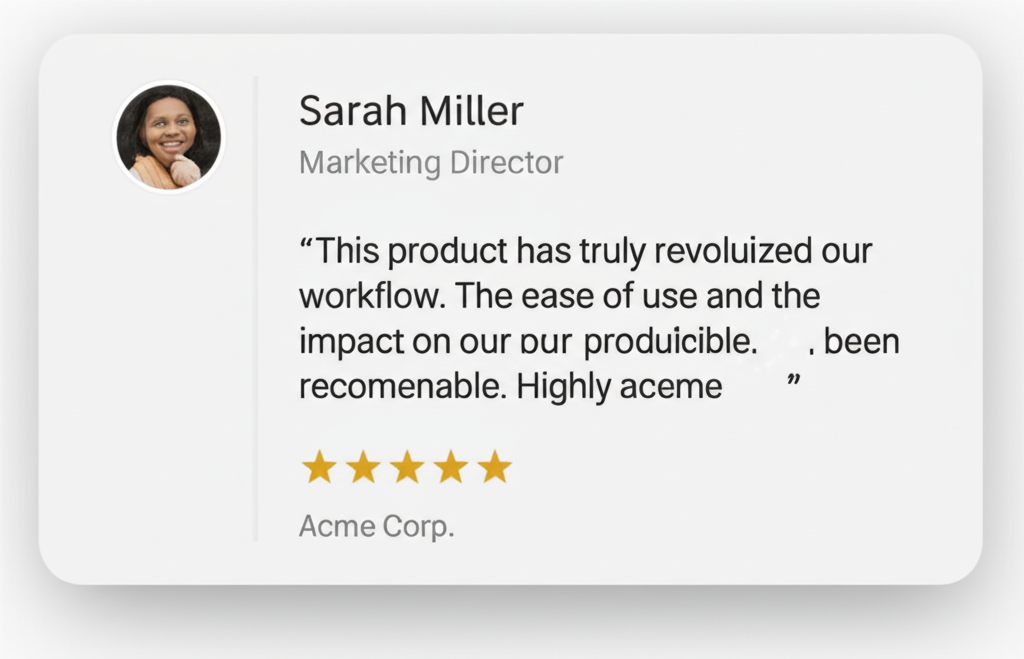 Sarah Miller
Marketing Director
“This product has truly revoluized our
workflow. The ease of use and the
impact on our pur produicible. , been
recomenable. Highly aceme ”
Acme Corp.